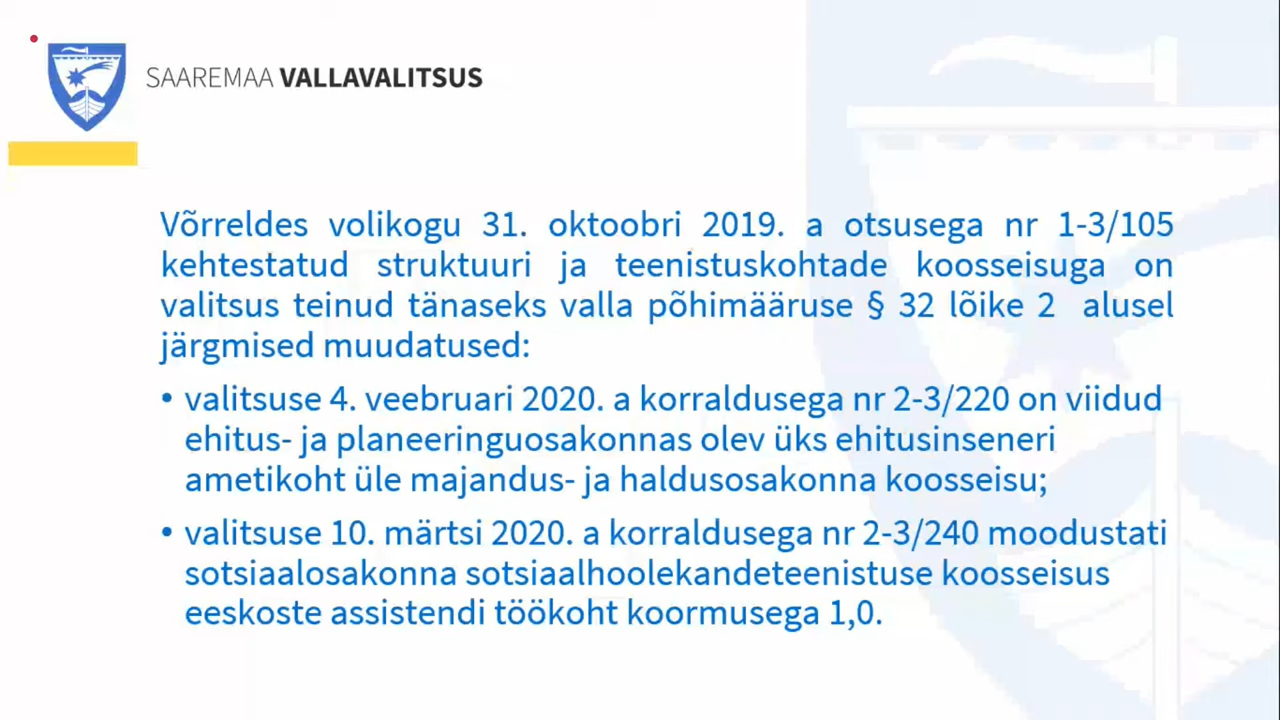 SAAREMAA VALLAVALITSUS
Võrreldes volikogu 31. oktoobri 2019. a otsusega nr 1-3/105
kehtestatud struktuuri ja teenistuskohtade koosseisuga on
valitsus teinud tänaseks valla põhimääruse § 32 lõike 2 alusel
järgmised muudatused:
• valitsuse 4. veebruari 2020. a korraldusega nr 2-3/220 on viidud
ehitus- ja planeeringuosakonnas olev üks ehitusinseneri
ametikoht üle majandus- ja haldusosakonna koosseisu;
• valitsuse 10. märtsi 2020. a korraldusega nr 2-3/240 moodustati
sotsiaalosakonna sotsiaalhoolekandeteenistuse koosseisus
eeskoste assistendi töökoht koormusega 1,0.